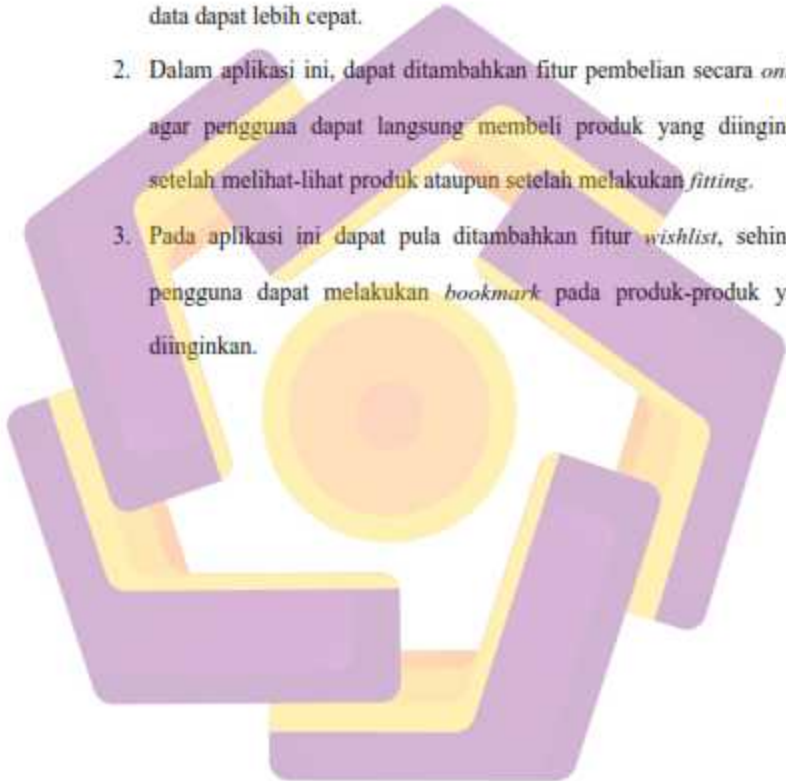 data dapat lebih cepat.
2. Dalam aplikasi ini, dapat ditambahkan fitur pembelian secara on
agar pengguna dapat langsung membeli produk yang diingin
setelah melihat-lihat produk ataupun setelah melakukan fitting.
3. Pada aplikasi ini dapat pula ditambahkan fitur wishlist, sehin
pengguna dapat melakukan bookmark pada produk-produk y
diinginkan.